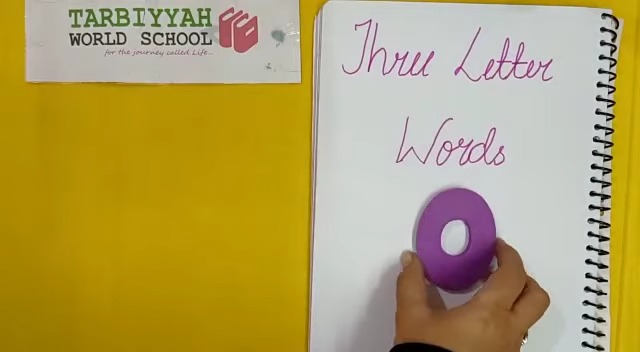 TARBIYYAH
WORLD SCHOOL
for the journey called Life...
Three Letter
Words
O